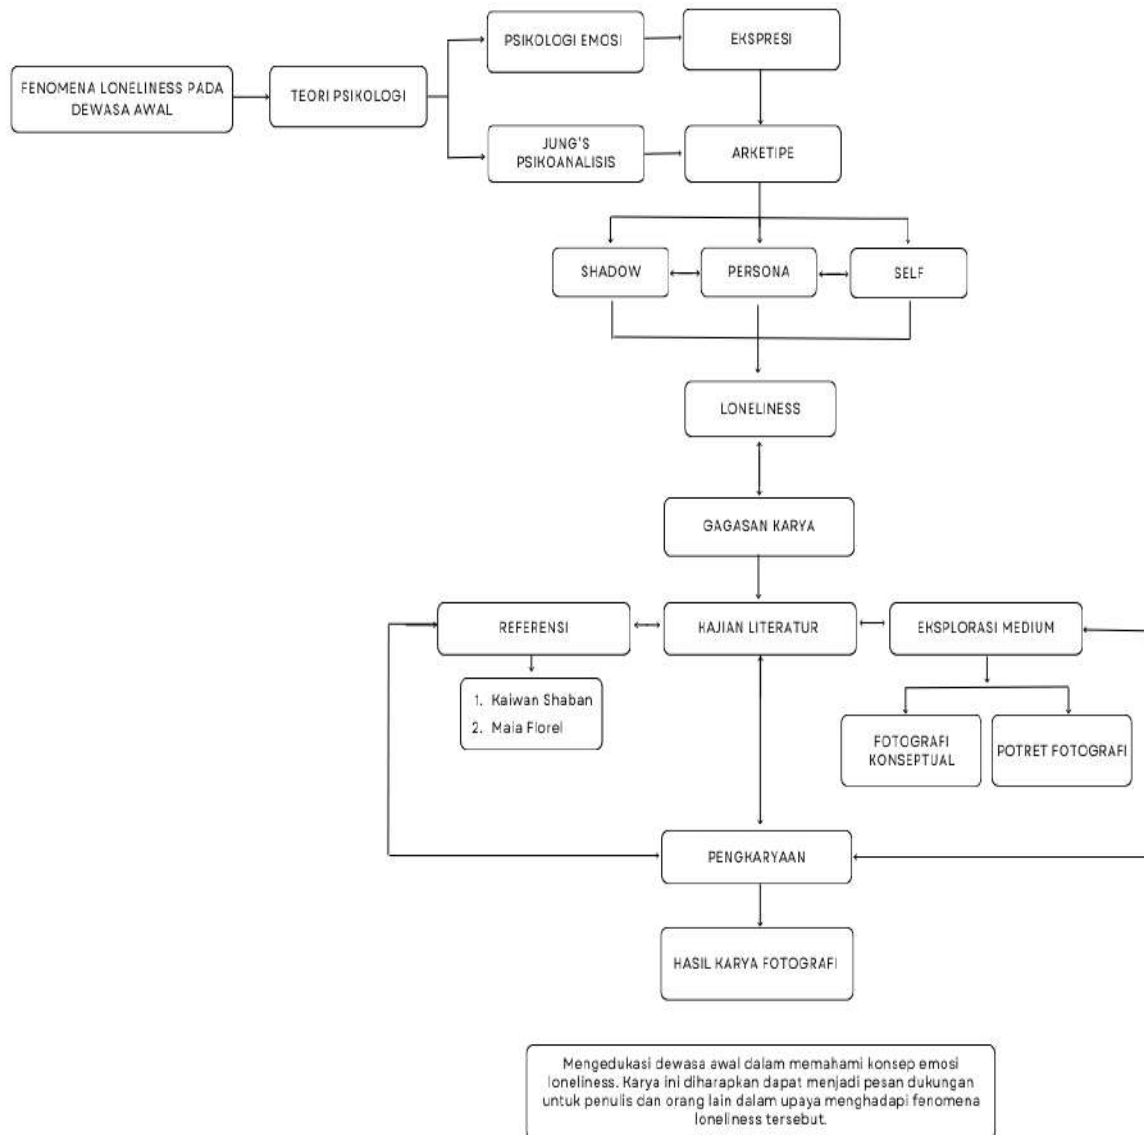 PSIKOLOGI EMOSI
EKSPRESI
FENOMENA LONELINESS PADA
DEWASA AWAL
TEORI PSIKOLOGI
JUNG'S
PSIKOANALISIS
ARKETIPE
SHADOW
PERSONA
SELF
LONELINESS
GAGASAN KARYA
REFERENSI
KAJIAN LITERATUR
EKSPLORASI MEDIUM
1. Kaiwan Shaban
2. Maia Florel
FOTOGRAFI
KONSEPTUAL
POTRET FOTOGRAFI
PENGKARYAAN
HASIL KARYA FOTOGRAFI
Mengedukasi dewasa awal dalam memahami konsep emosi
loneliness. Karya ini diharapkan dapat menjadi pesan dukungan
untuk penulis dan orang lain dalam upaya menghadapi fenomena
loneliness tersebut.